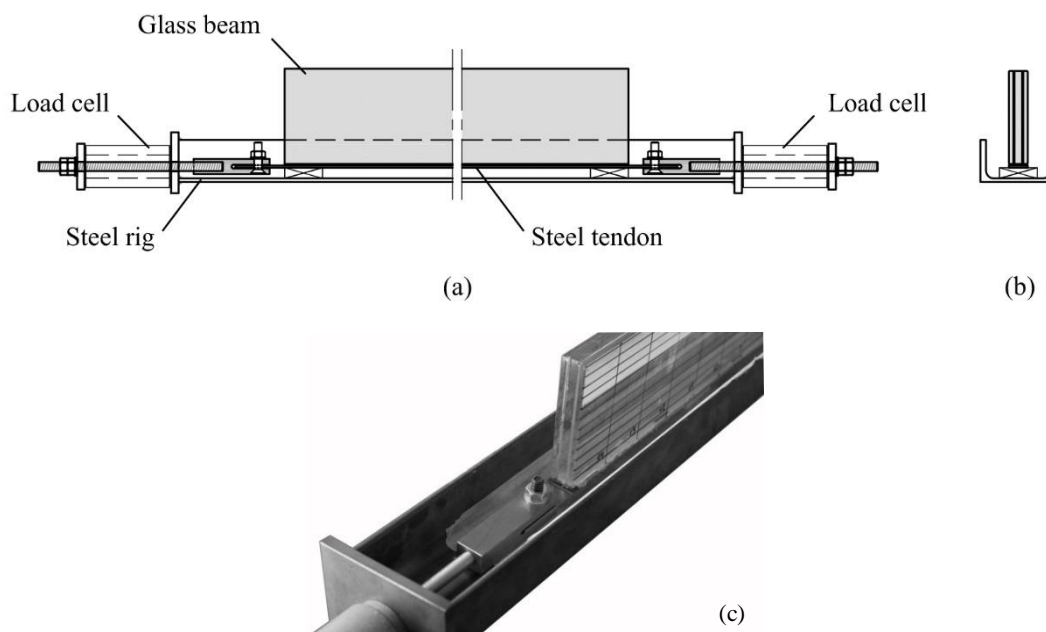 Glass beam
Load cell
Load cell
Steel rig
Steel tendon
(a)
(b)
(c)